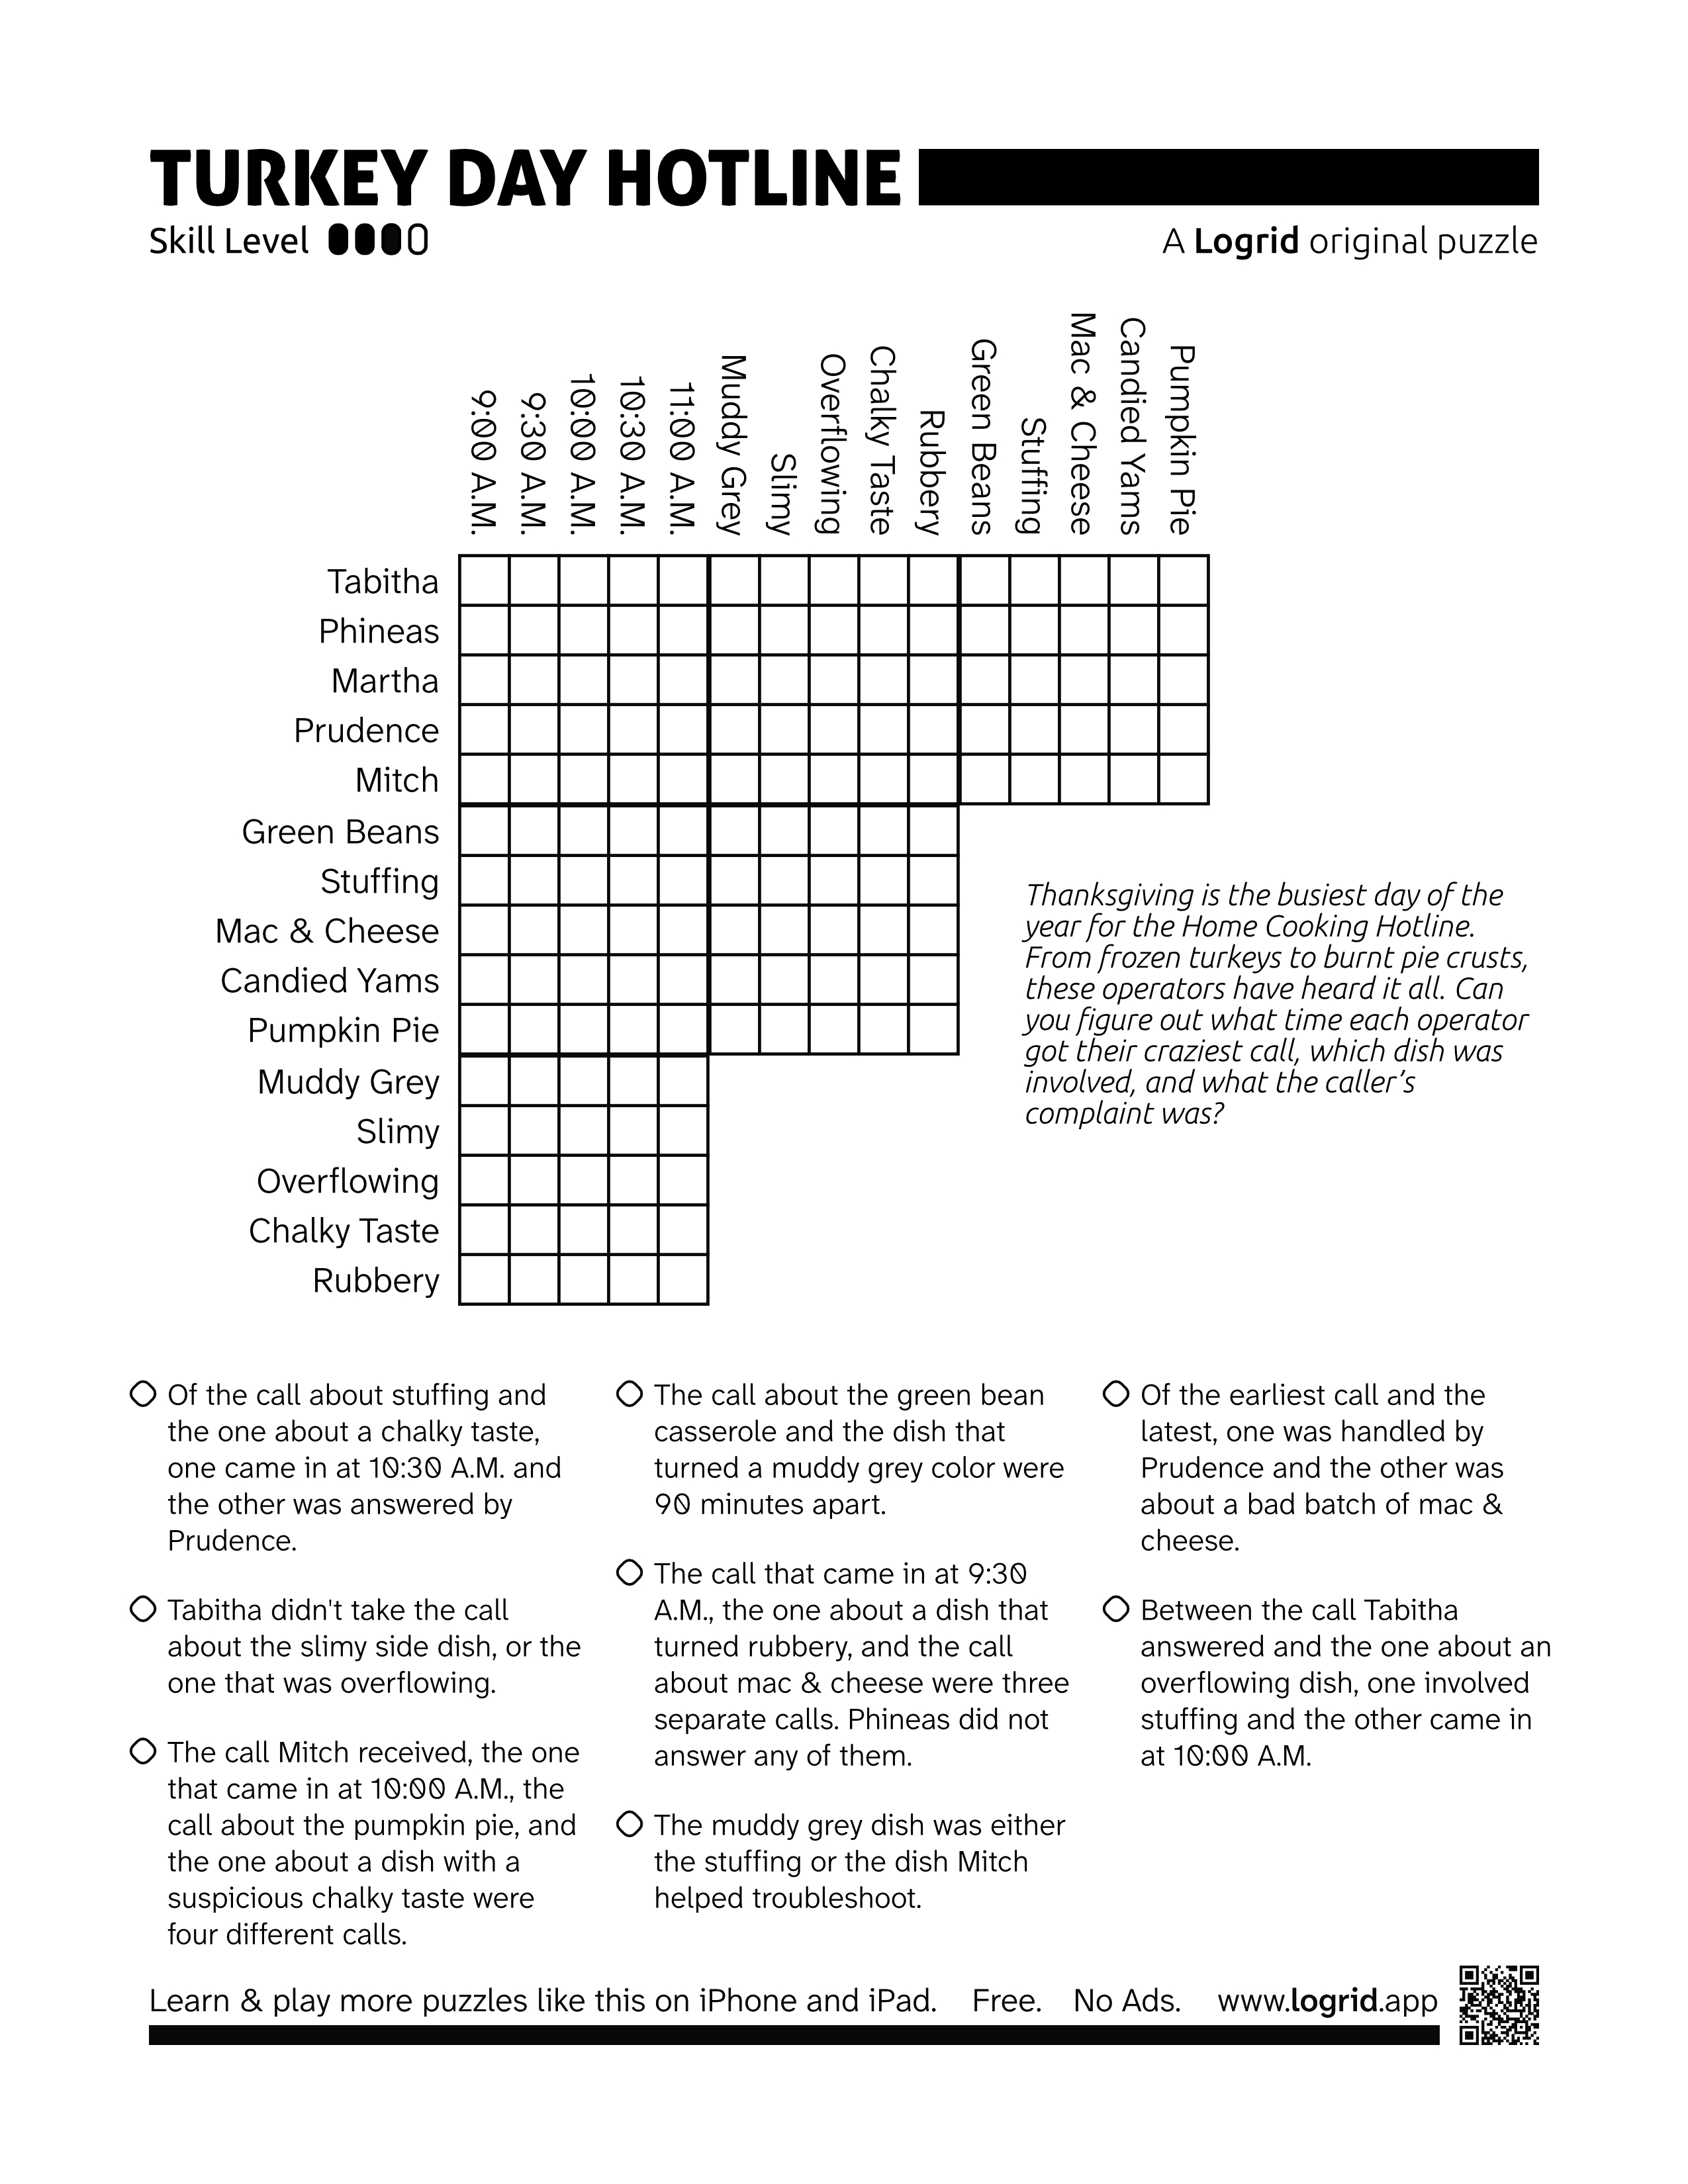 TURKEY DAY HOTLINE
Skill Level
A Logrid original puzzle
9:00 A.M.
9:30 A.M.
10:00 A.M.
10:30 A.M.
11:00 A.M.
Muddy Grey
Slimy
Overflowing
Chalky Taste
Rubbery
Green Beans
Stuffing
Mac & Cheese
Candied Yams
Pumpkin Pie
Tabitha
Phineas
Martha
Prudence
Mitch
Green Beans
Stuffing
Mac & Cheese
Candied Yams
Pumpkin Pie
Muddy Grey
Slimy
Overflowing
Chalky Taste
Rubbery
Thanksgiving is the busiest day of the
year for the Home Cooking Hotline.
From frozen turkeys to burnt pie crusts,
these operators have heard it all. Can
you figure out what time each operator
got their craziest call, which dish was
involved, and what the caller’s
complaint was?
Of the call about stuffing and
the one about a chalky taste,
one came in at 10:30 A.M. and
the other was answered by
Prudence.
Tabitha didn't take the call
about the slimy side dish, or the
one that was overflowing.
The call Mitch received, the one
that came in at 10:00 A.M., the
call about the pumpkin pie, and
the one about a dish with a
suspicious chalky taste were
four different calls.
The call about the green bean
casserole and the dish that
turned a muddy grey color were
90 minutes apart.
The call that came in at 9:30
A.M., the one about a dish that
turned rubbery, and the call
about mac & cheese were three
separate calls. Phineas did not
answer any of them.
The muddy grey dish was either
the stuffing or the dish Mitch
helped troubleshoot.
Of the earliest call and the
latest, one was handled by
Prudence and the other was
about a bad batch of mac &
cheese.
Between the call Tabitha
answered and the one about an
overflowing dish, one involved
stuffing and the other came in
at 10:00 A.M.
Learn & play more puzzles like this on iPhone and iPad. Free. No Ads. www.logrid.app